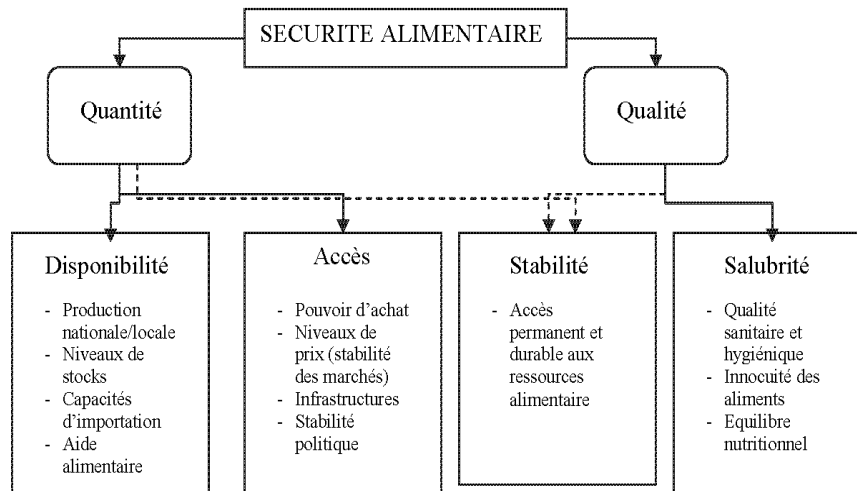 SECURITE ALIMENTAIRE
Quantité
Qualité
Disponibilité
- Production
nationale/locale
- Niveaux de
stocks
- Capacités
d'importation
- Aide
alimentaire
Accès
- Pouvoir d'achat
- Niveaux de
prix (stabilité
des marchés)
- Infrastructures
- Stabilité
politique
Stabilité
- Accès
permanent et
durable aux
ressources
alimentaire
Salubrité
- Qualité
sanitaire et
hygiénique
- Innocuité des
aliments
- Equilibre
nutritionnel